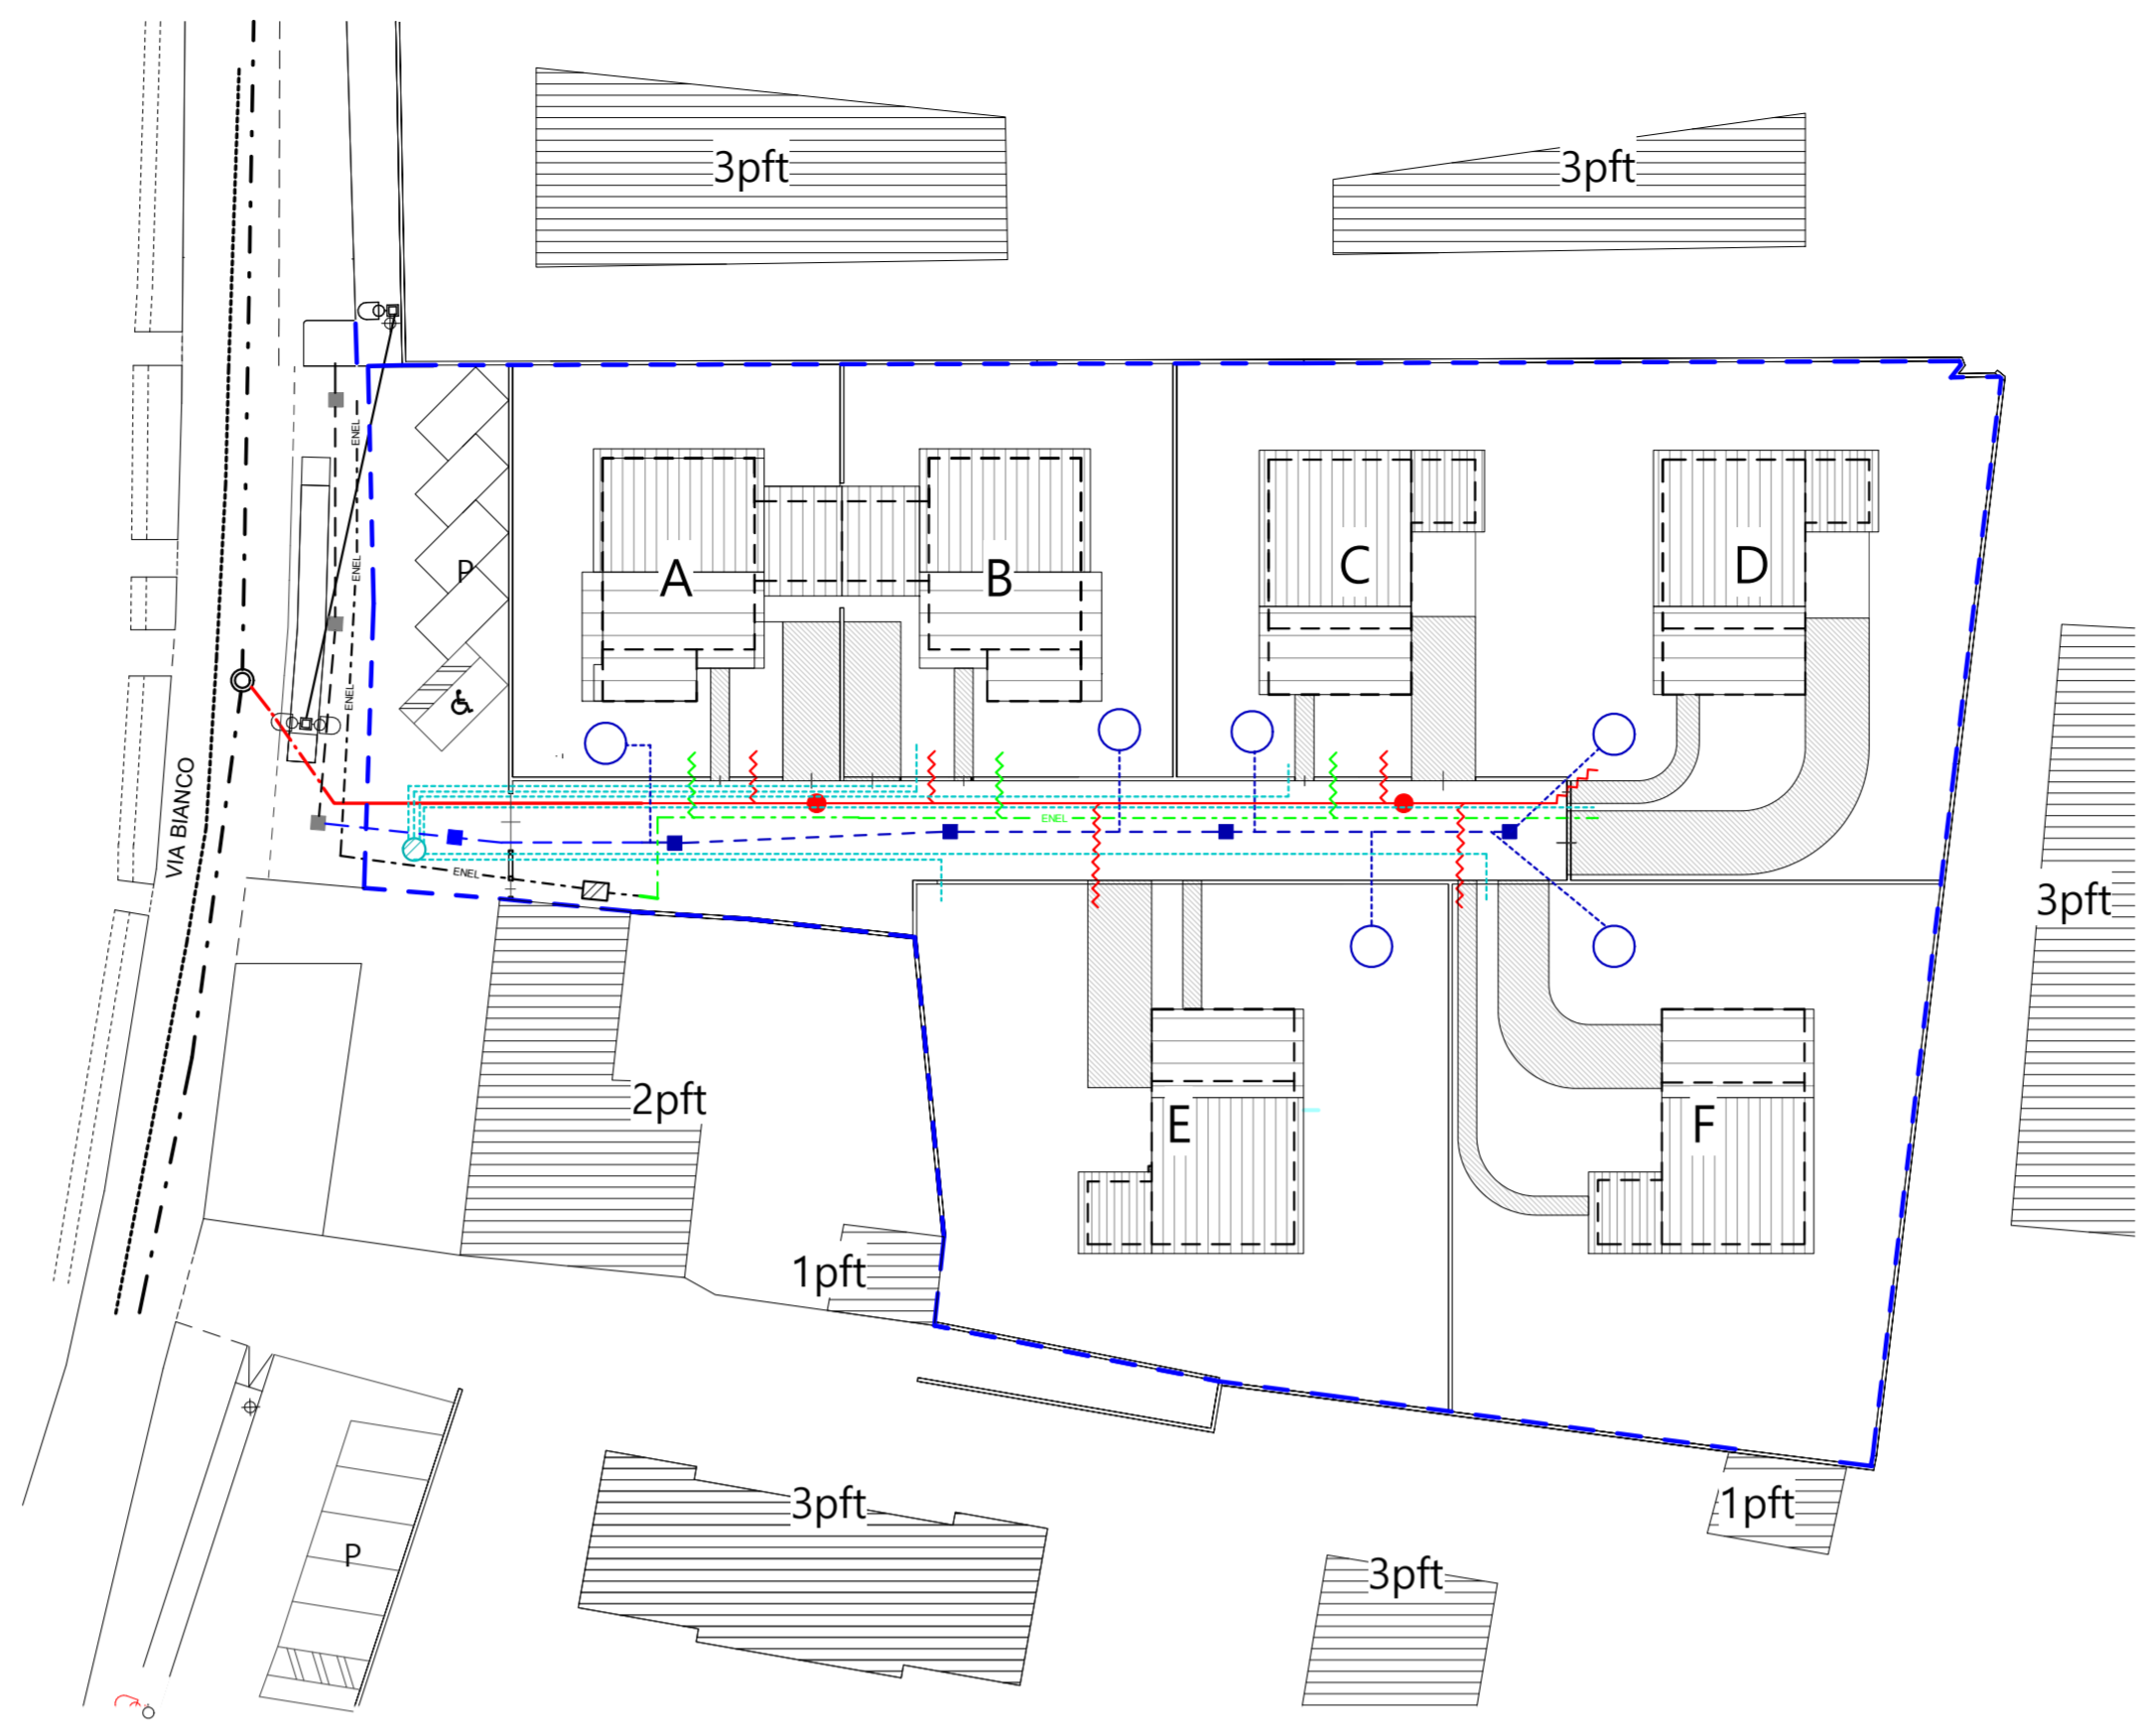 3pft
3pft
ENEL
P
ENEL
A
B
C
D
ENEL
VIA BIANCO
ENEL
ENEL
3pft
2pft
E
F
1pft
3pft
1pft
P
3pft